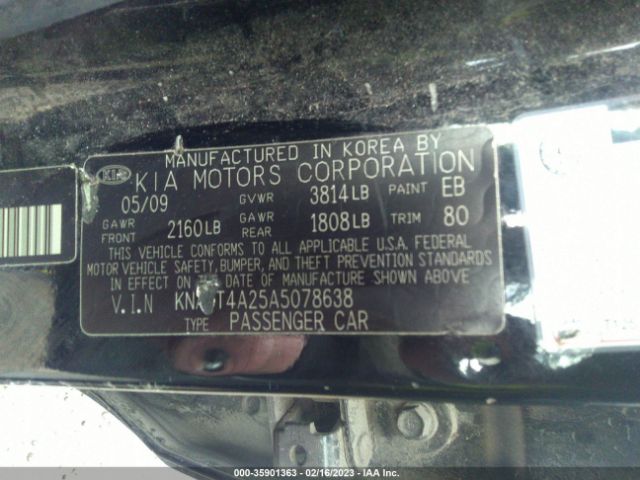 MANUFACTURED IN KOREA BY
KIA KIA MOTORS CORPORATION
05/09 GVWR 3814LB PAINT EB
GAWR FRONT 2160LB GAWR REAR 1808LB TRIM 80
THIS VEHICLE CONFORMS TO ALL APPLICABLE U.S.A. FEDERAL
MOTOR VEHICLE SAFETY, BUMPER, AND THEFT PREVENTION STANDARDS
IN EFFECT ON DATE OF MANUFACTURE SHOWN ABOVE
V.I.N T4A25A5078638
TYPE: PASSENGER CAR
000-35901363 - 02/16/2023 - IAA Inc.